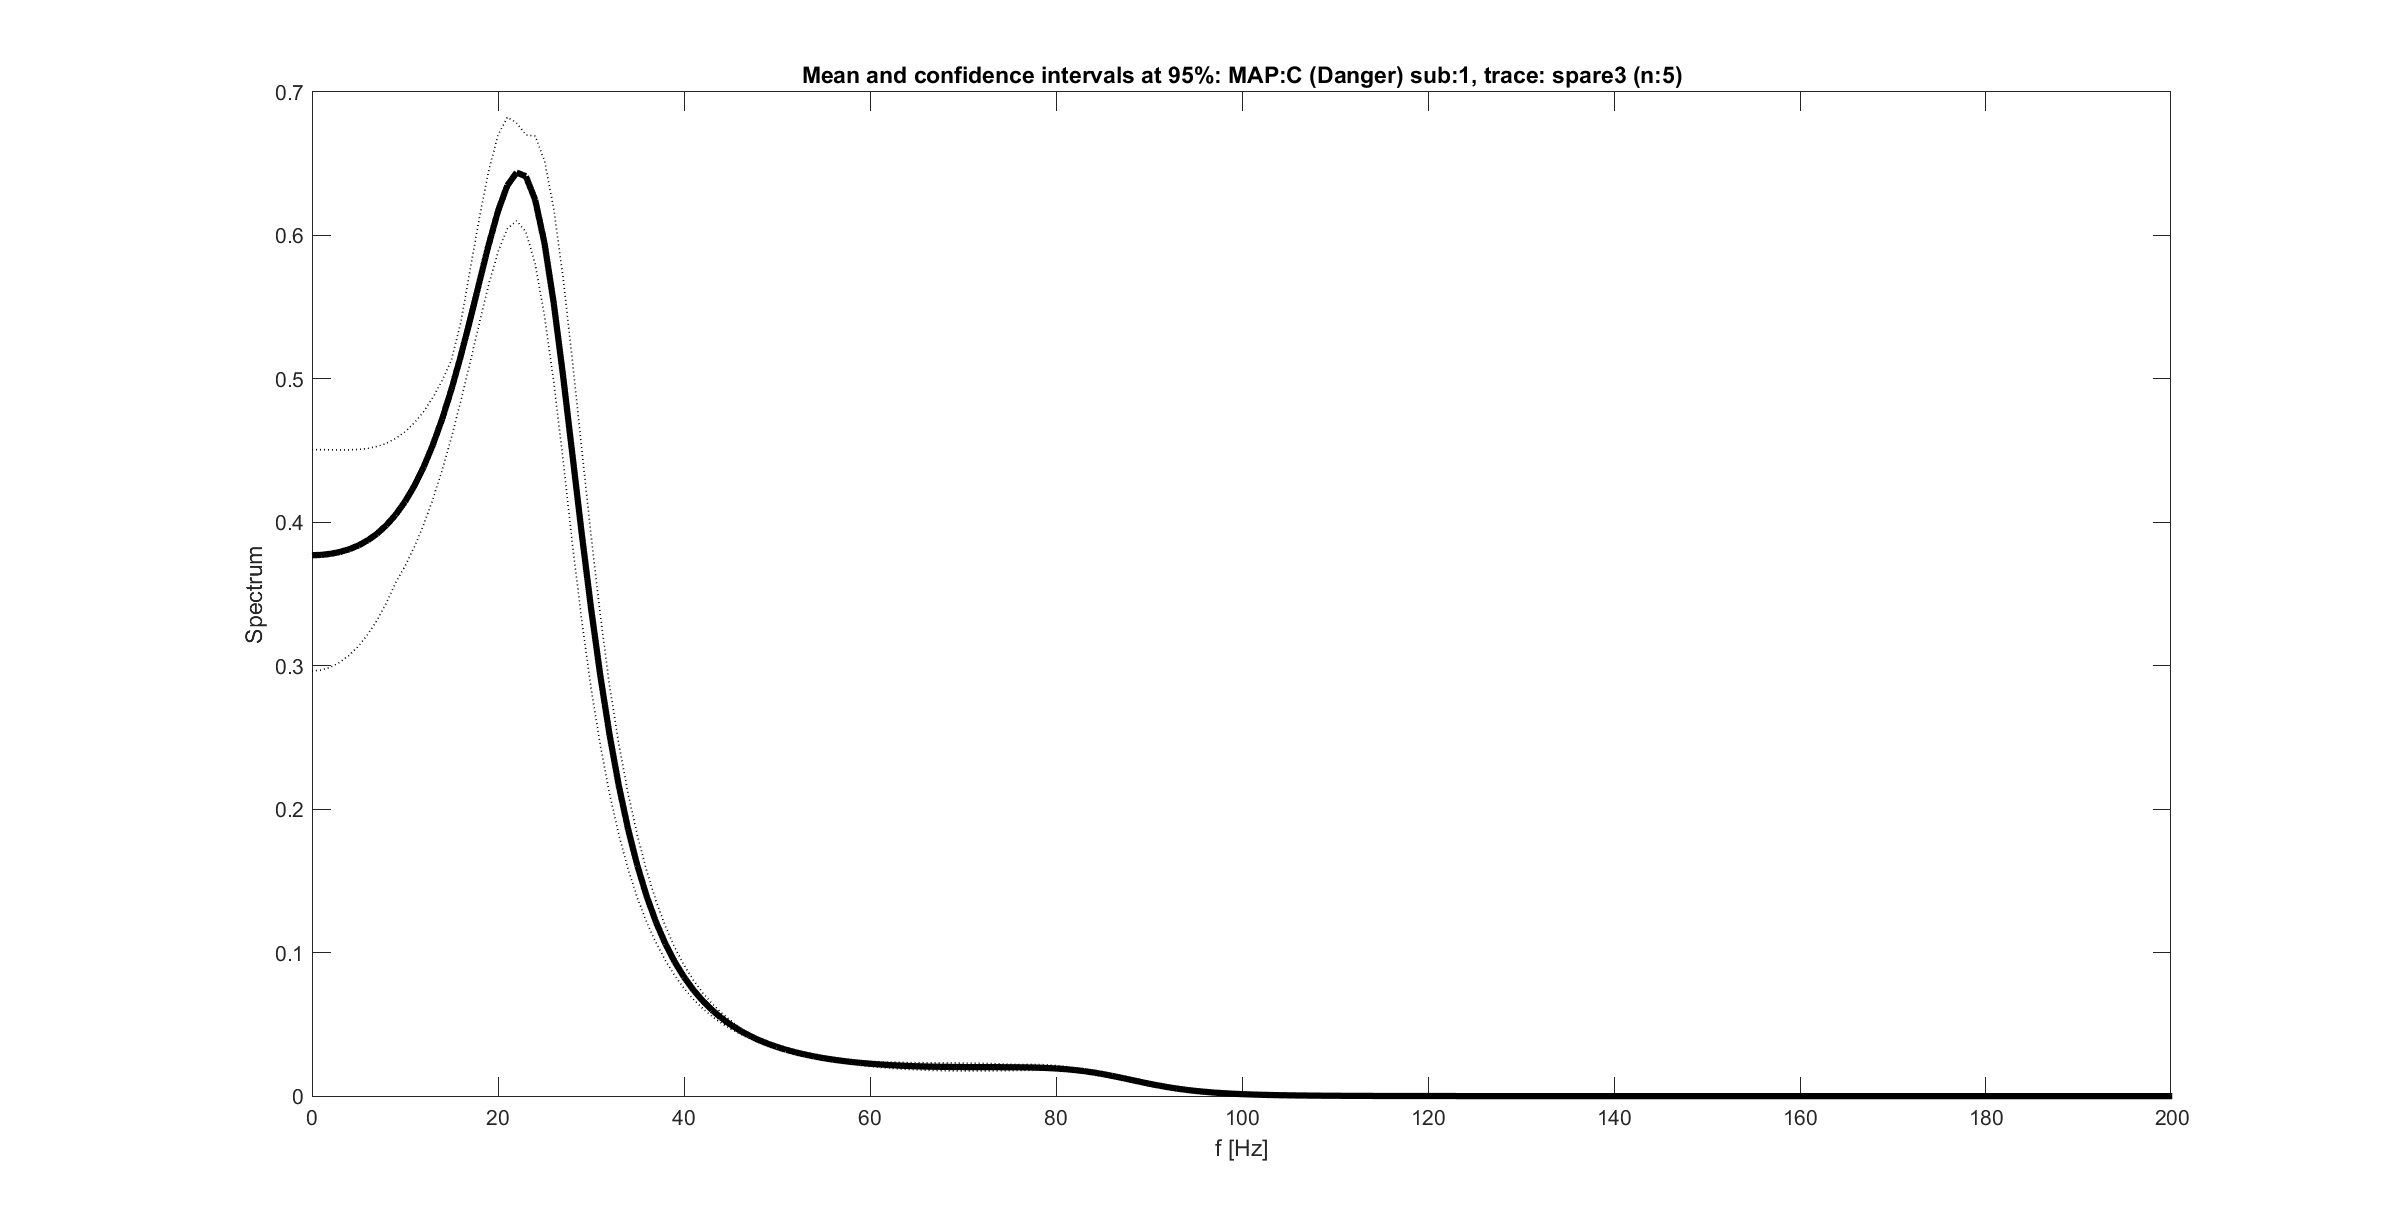 Mean and confidence intervals at 95%: MAP:C (Danger) sub:1, trace: spare3 (n:5)
0.7
0.6
0.5
0.4
0.3
0.2
0.1
0
Spectrum
0 20 40 60 80 100 120 140 160 180 200
f [Hz]